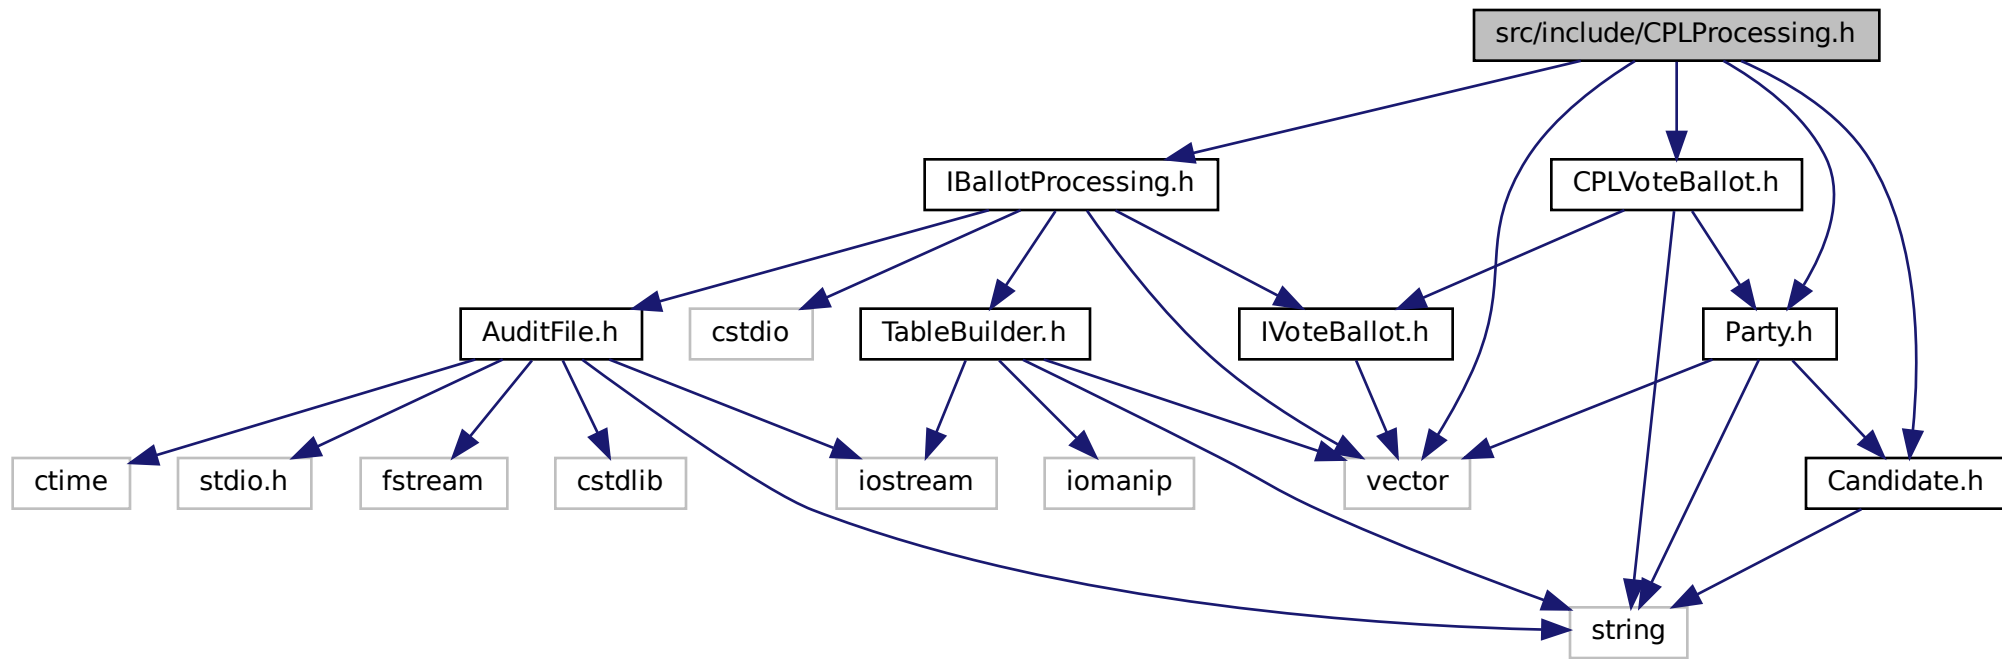 src/include/CPLProcessing.h
IBallotProcessing.h
CPLVoteBallot.h
AuditFile.h
cstdio
TableBuilder.h
IVoteBallot.h
Party.h
ctime
stdio.h
fstream
cstdlib
iostream
iomanip
vector
Candidate.h
string